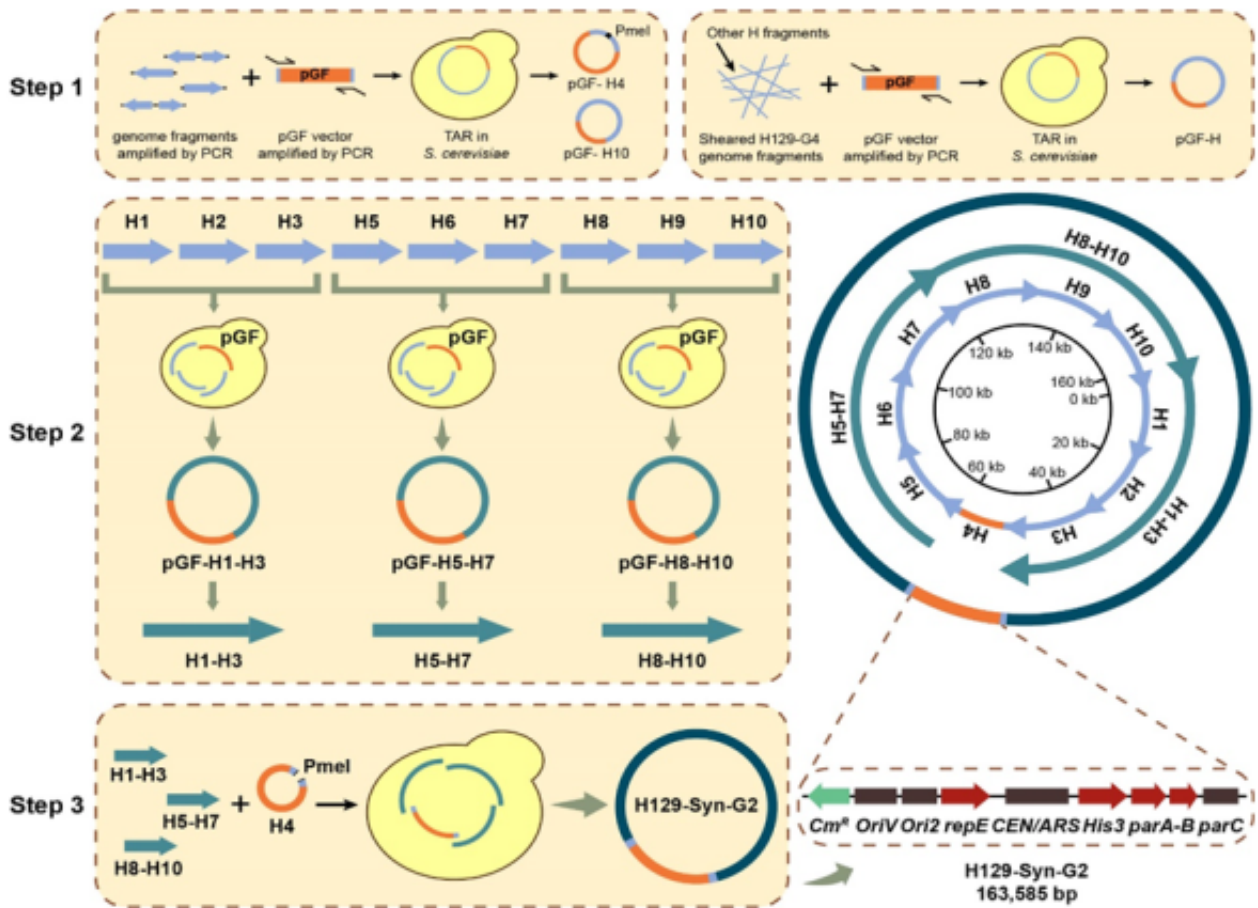 Step 1
genome fragments
amplified by PCR
+
pGF
pGF vector
amplified by PCR
TAR in
S. cerevisiae
PmeI
pGF- H4
pGF- H10
Other H fragments
Sheared H129-G4
genome fragments
+
pGF
pGF vector
amplified by PCR
TAR in
S. cerevisiae
pGF-H
Step 2
H1 H2 H3 H5 H6 H7 H8 H9 H10
pGF pGF pGF
pGF-H1-H3 pGF-H5-H7 pGF-H8-H10
H1-H3 H5-H7 H8-H10
H8-H10
H1-H3
H5-H7
H8
H9
H10
H1
H2
H3
H4
H5
H6
H7
120 kb
140 kb
160 kb
0 kb
20 kb
40 kb
60 kb
80 kb
100 kb
Step 3
H1-H3
H5-H7
H8-H10
+
PmeI
H4
H129-Syn-G2
CmR OriV Ori2 repE CEN/ARS His3 parA-B parC
H129-Syn-G2
163,585 bp